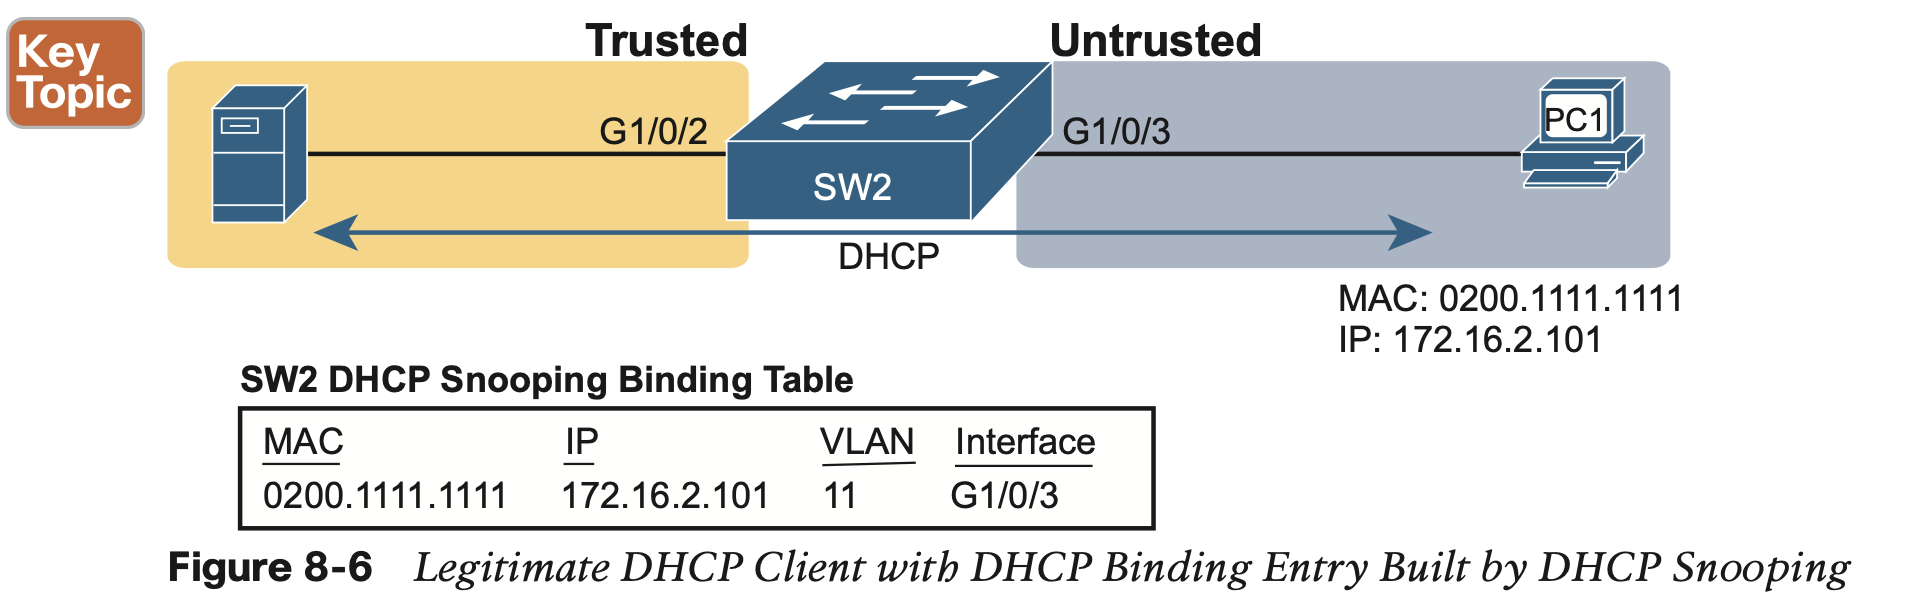 Key
Topic
Trusted
Untrusted
G1/0/2
G1/0/3
PC1
SW2
DHCP
MAC: 0200.1111.1111
IP: 172.16.2.101
SW2 DHCP Snooping Binding Table
MAC IP VLAN Interface
0200.1111.1111 172.16.2.101 11 G1/0/3
Figure 8-6 Legitimate DHCP Client with DHCP Binding Entry Built by DHCP Snooping